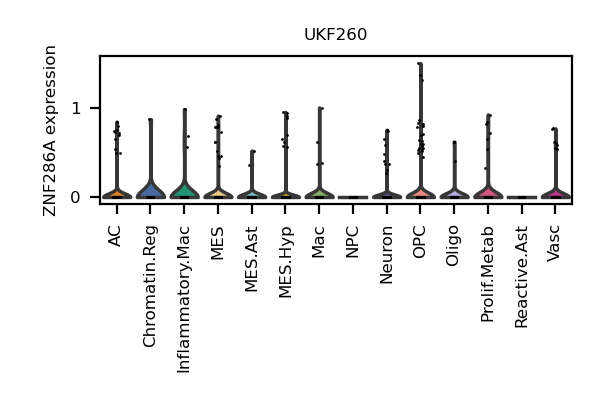 UKF260
ZNF286A expression
1
0
AC
Chromatin.Reg
Inflammatory.Mac
MES
MES.Ast
MES.Hyp
Mac
NPC
Neuron
OPC
Oligo
Prolif.Metab
Reactive.Ast
Vasc